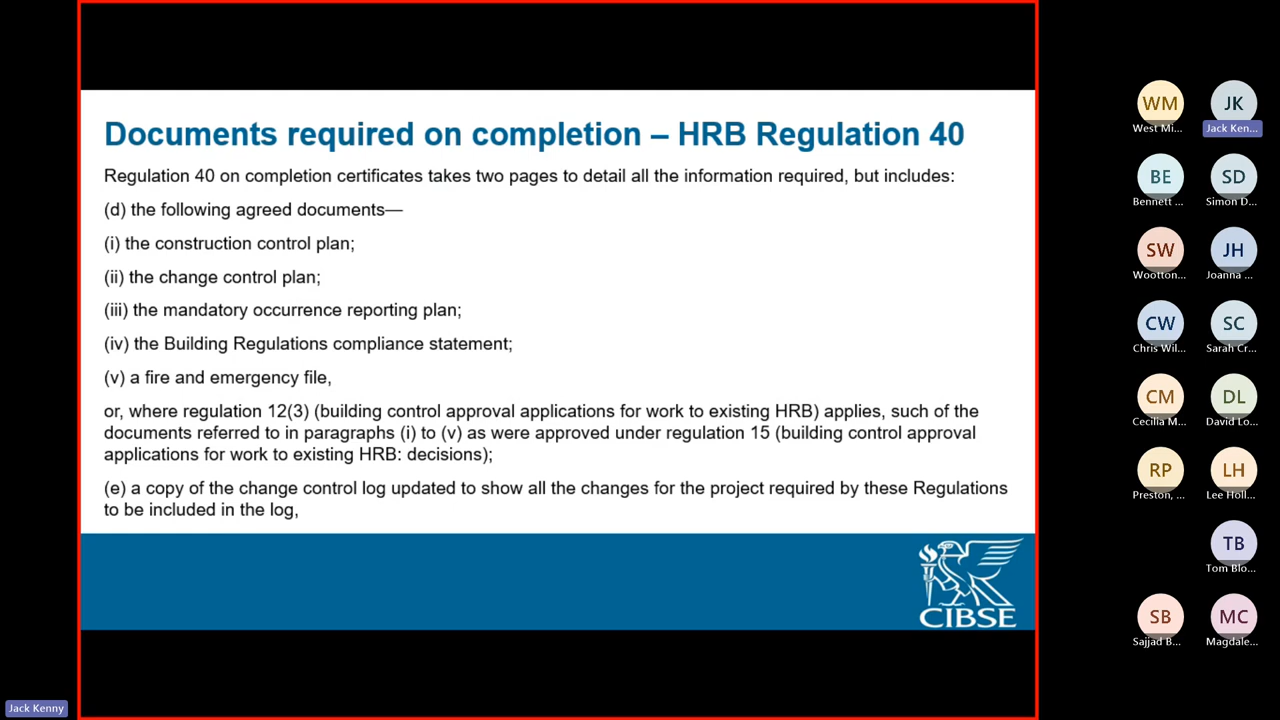 Documents required on completion – HRB Regulation 40
Regulation 40 on completion certificates takes two pages to detail all the information required, but includes:
(d) the following agreed documents—
(i) the construction control plan;
(ii) the change control plan;
(iii) the mandatory occurrence reporting plan;
(iv) the Building Regulations compliance statement;
(v) a fire and emergency file,
or, where regulation 12(3) (building control approval applications for work to existing HRB) applies, such of the
documents referred to in paragraphs (i) to (v) as were approved under regulation 15 (building control approval
applications for work to existing HRB: decisions);
(e) a copy of the change control log updated to show all the changes for the project required by these Regulations
to be included in the log,
CIBSE
WM JK
West Mi... Jack Ken...
BE SD
Bennett ... Simon D...
SW JH
Wootton... Joanna ...
CW SC
Chris Wil... Sarah Cr...
CM DL
Cecilia M... David Lo...
RP LH
Preston, ... Lee Holl...
TB
Tom Blo...
SB MC
Sajjad B... Magdale...
Jack Kenny